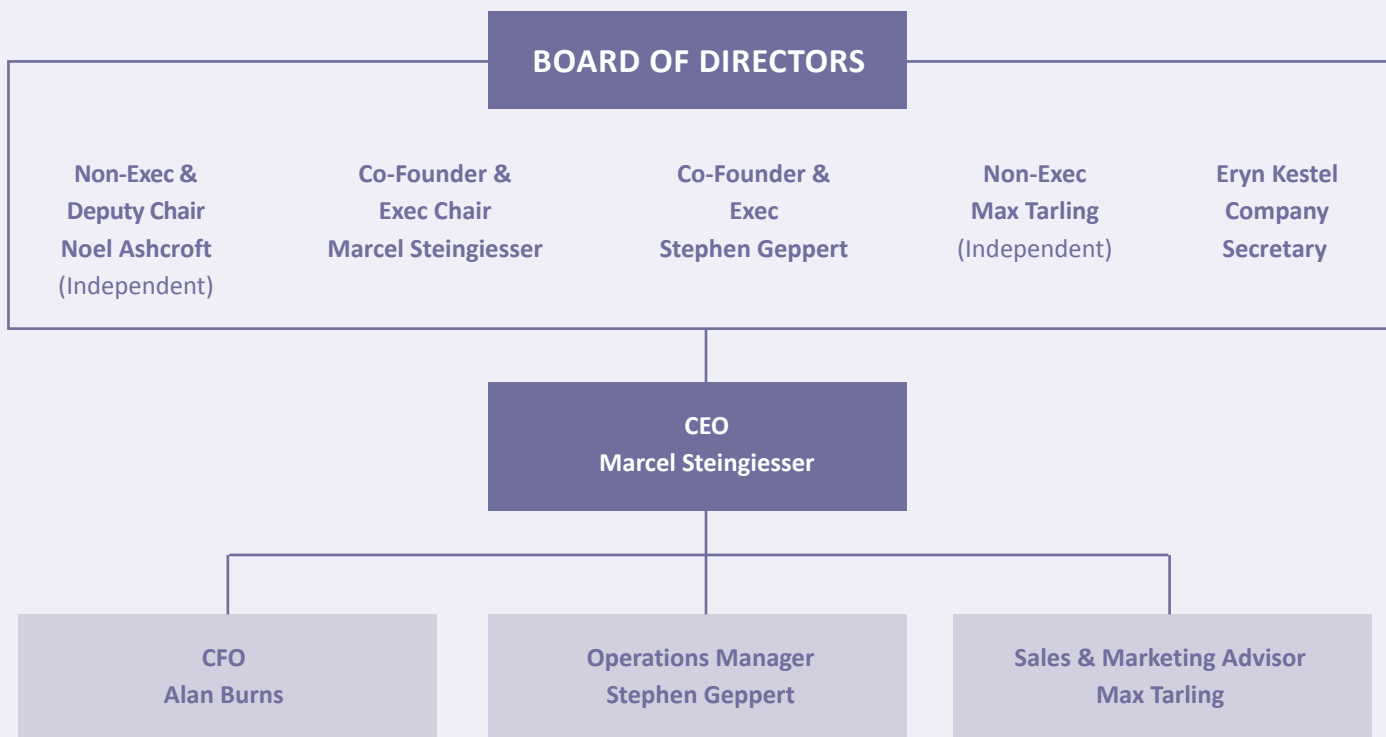 BOARD OF DIRECTORS
Non-Exec &
Deputy Chair
Noel Ashcroft
(Independent)
Co-Founder &
Exec Chair
Marcel Steingiesser
Co-Founder &
Exec
Stephen Geppert
Non-Exec
Max Tarling
(Independent)
Eryn Kestel
Company
Secretary
CEO
Marcel Steingiesser
CFO
Alan Burns
Operations Manager
Stephen Geppert
Sales & Marketing Advisor
Max Tarling